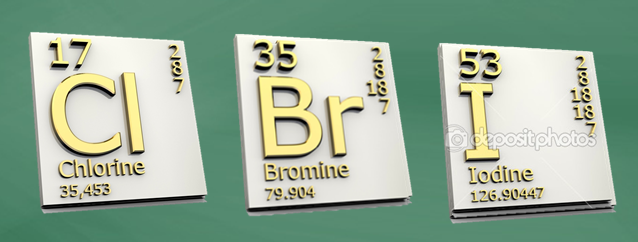 17
2
8
7
Cl
Chlorine
35,453
35
2
8
18
7
Br
Bromine
79.904
53
2
8
18
18
7
I
Iodine
126.90447
depositphotos